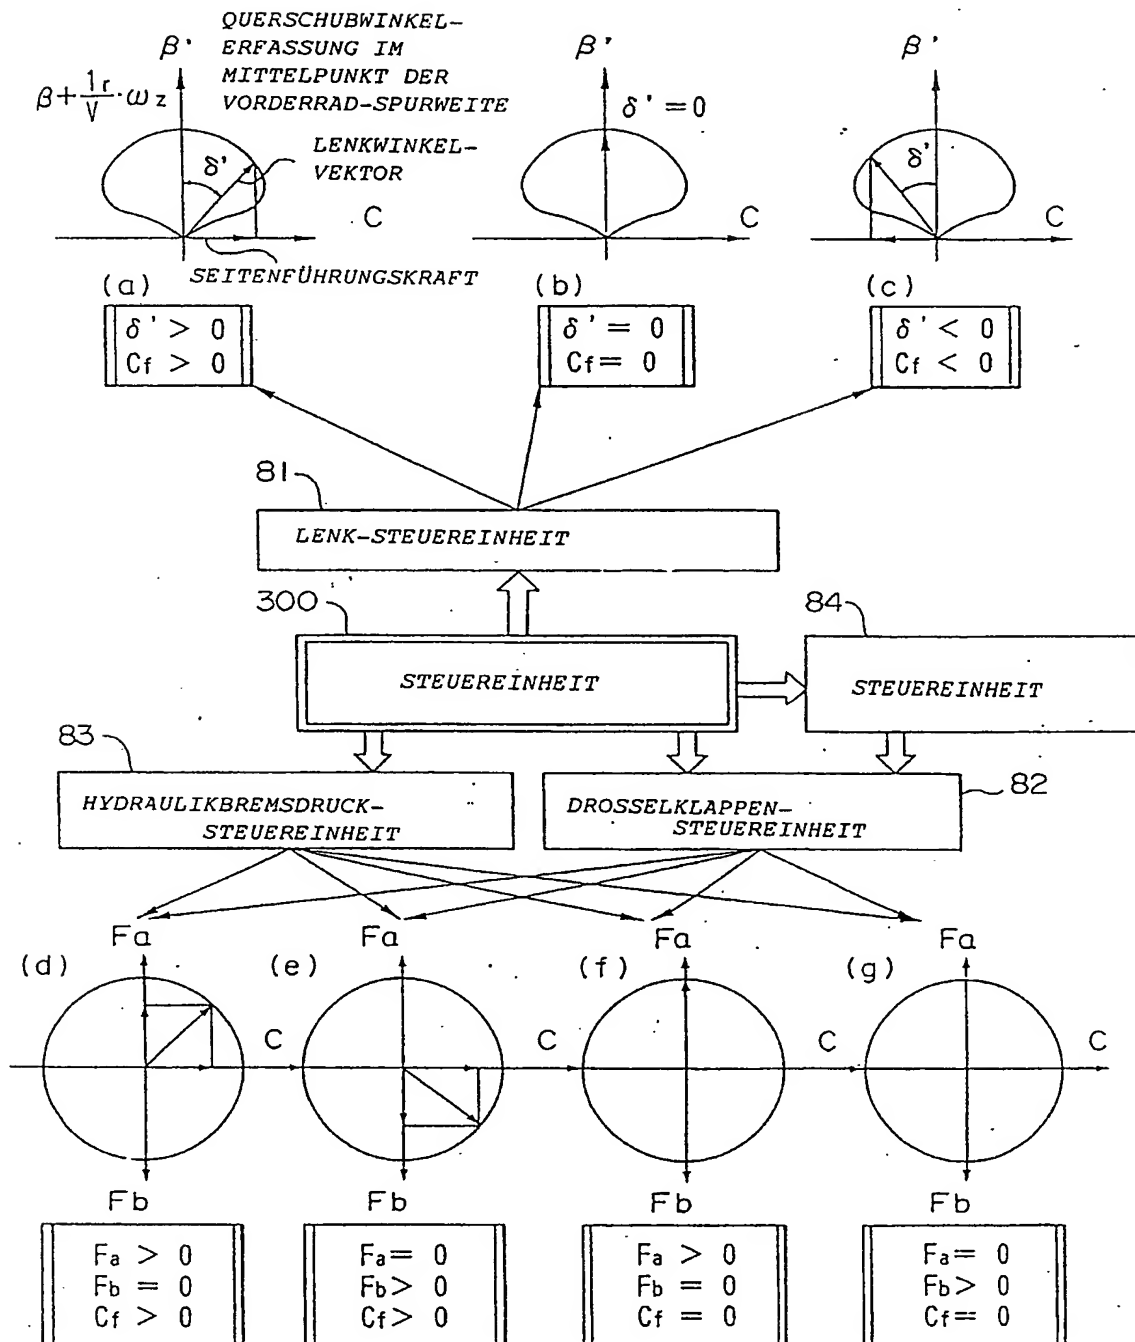 QUERSCHUBWINKEL-
ERFASSUNG IM
MITTELPUNKT DER
VORDERRAD-SPURWEITE
β'
β + 1r/V · ωz
δ'
LENKWINKEL-
VEKTOR
C
SEITENFÜHRUNGSKRAFT
β'
δ' = 0
C
β'
δ'
C
(a)
δ' > 0
Cf > 0
(b)
δ' = 0
Cf = 0
(c)
δ' < 0
Cf < 0
81
LENK-STEUEREINHEIT
300
STEUEREINHEIT
84
STEUEREINHEIT
83
HYDRAULIKBREMSDRUCK-
STEUEREINHEIT
DROSSELKLAPPEN-
STEUEREINHEIT
82
(d)
Fa
C
Fb
(e)
Fa
C
Fb
(f)
Fa
C
Fb
(g)
Fa
C
Fb
Fa > 0
Fb = 0
Cf > 0
Fa = 0
Fb > 0
Cf > 0
Fa > 0
Fb = 0
Cf = 0
Fa = 0
Fb > 0
Cf = 0